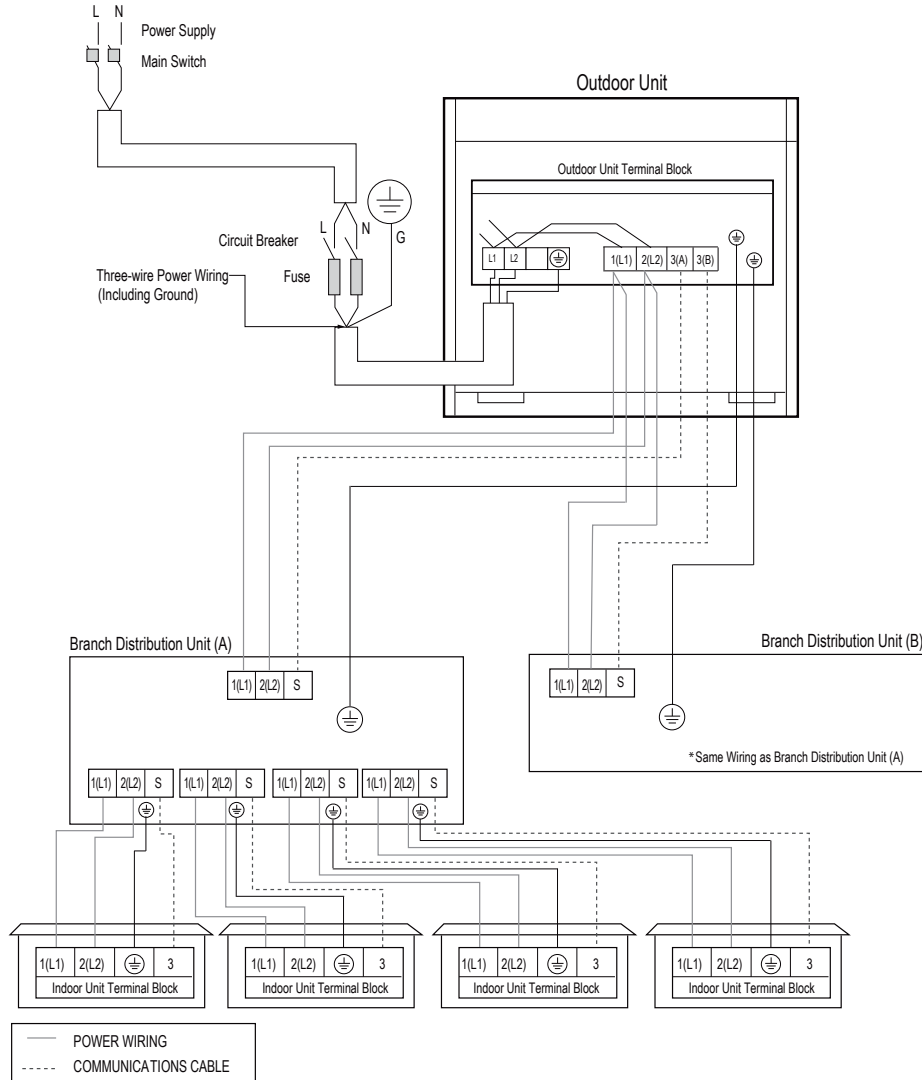 L N
Power Supply
Main Switch
Outdoor Unit
Outdoor Unit Terminal Block
L N
G
Circuit Breaker
Fuse
Three-wire Power Wiring
(Including Ground)
L1 L2
1(L1) 2(L2) 3(A) 3(B)
Branch Distribution Unit (A)
1(L1) 2(L2) S
Branch Distribution Unit (B)
1(L1) 2(L2) S
*Same Wiring as Branch Distribution Unit (A)
1(L1) 2(L2) S
1(L1) 2(L2) S
1(L1) 2(L2) S
1(L1) 2(L2) S
1(L1) 2(L2) 3
Indoor Unit Terminal Block
1(L1) 2(L2) 3
Indoor Unit Terminal Block
1(L1) 2(L2) 3
Indoor Unit Terminal Block
1(L1) 2(L2) 3
Indoor Unit Terminal Block
POWER WIRING
COMMUNICATIONS CABLE